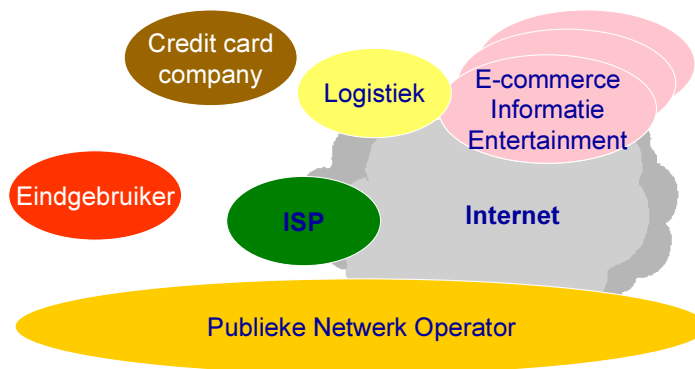 Credit card
company
Logistiek
E-commerce
Informatie
Entertainment
Eindgebruiker
ISP
Internet
Publieke Netwerk Operator